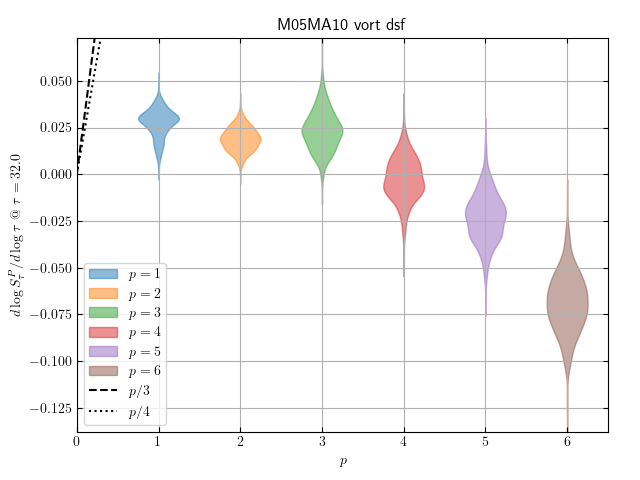 M05MA10 vort dsf
d log S_τ^P / d log τ @ τ = 32.0
0.050
0.025
0.000
−0.025
−0.050
−0.075
−0.100
−0.125
p = 1
p = 2
p = 3
p = 4
p = 5
p = 6
p/3
p/4
0 1 2 3 4 5 6
p